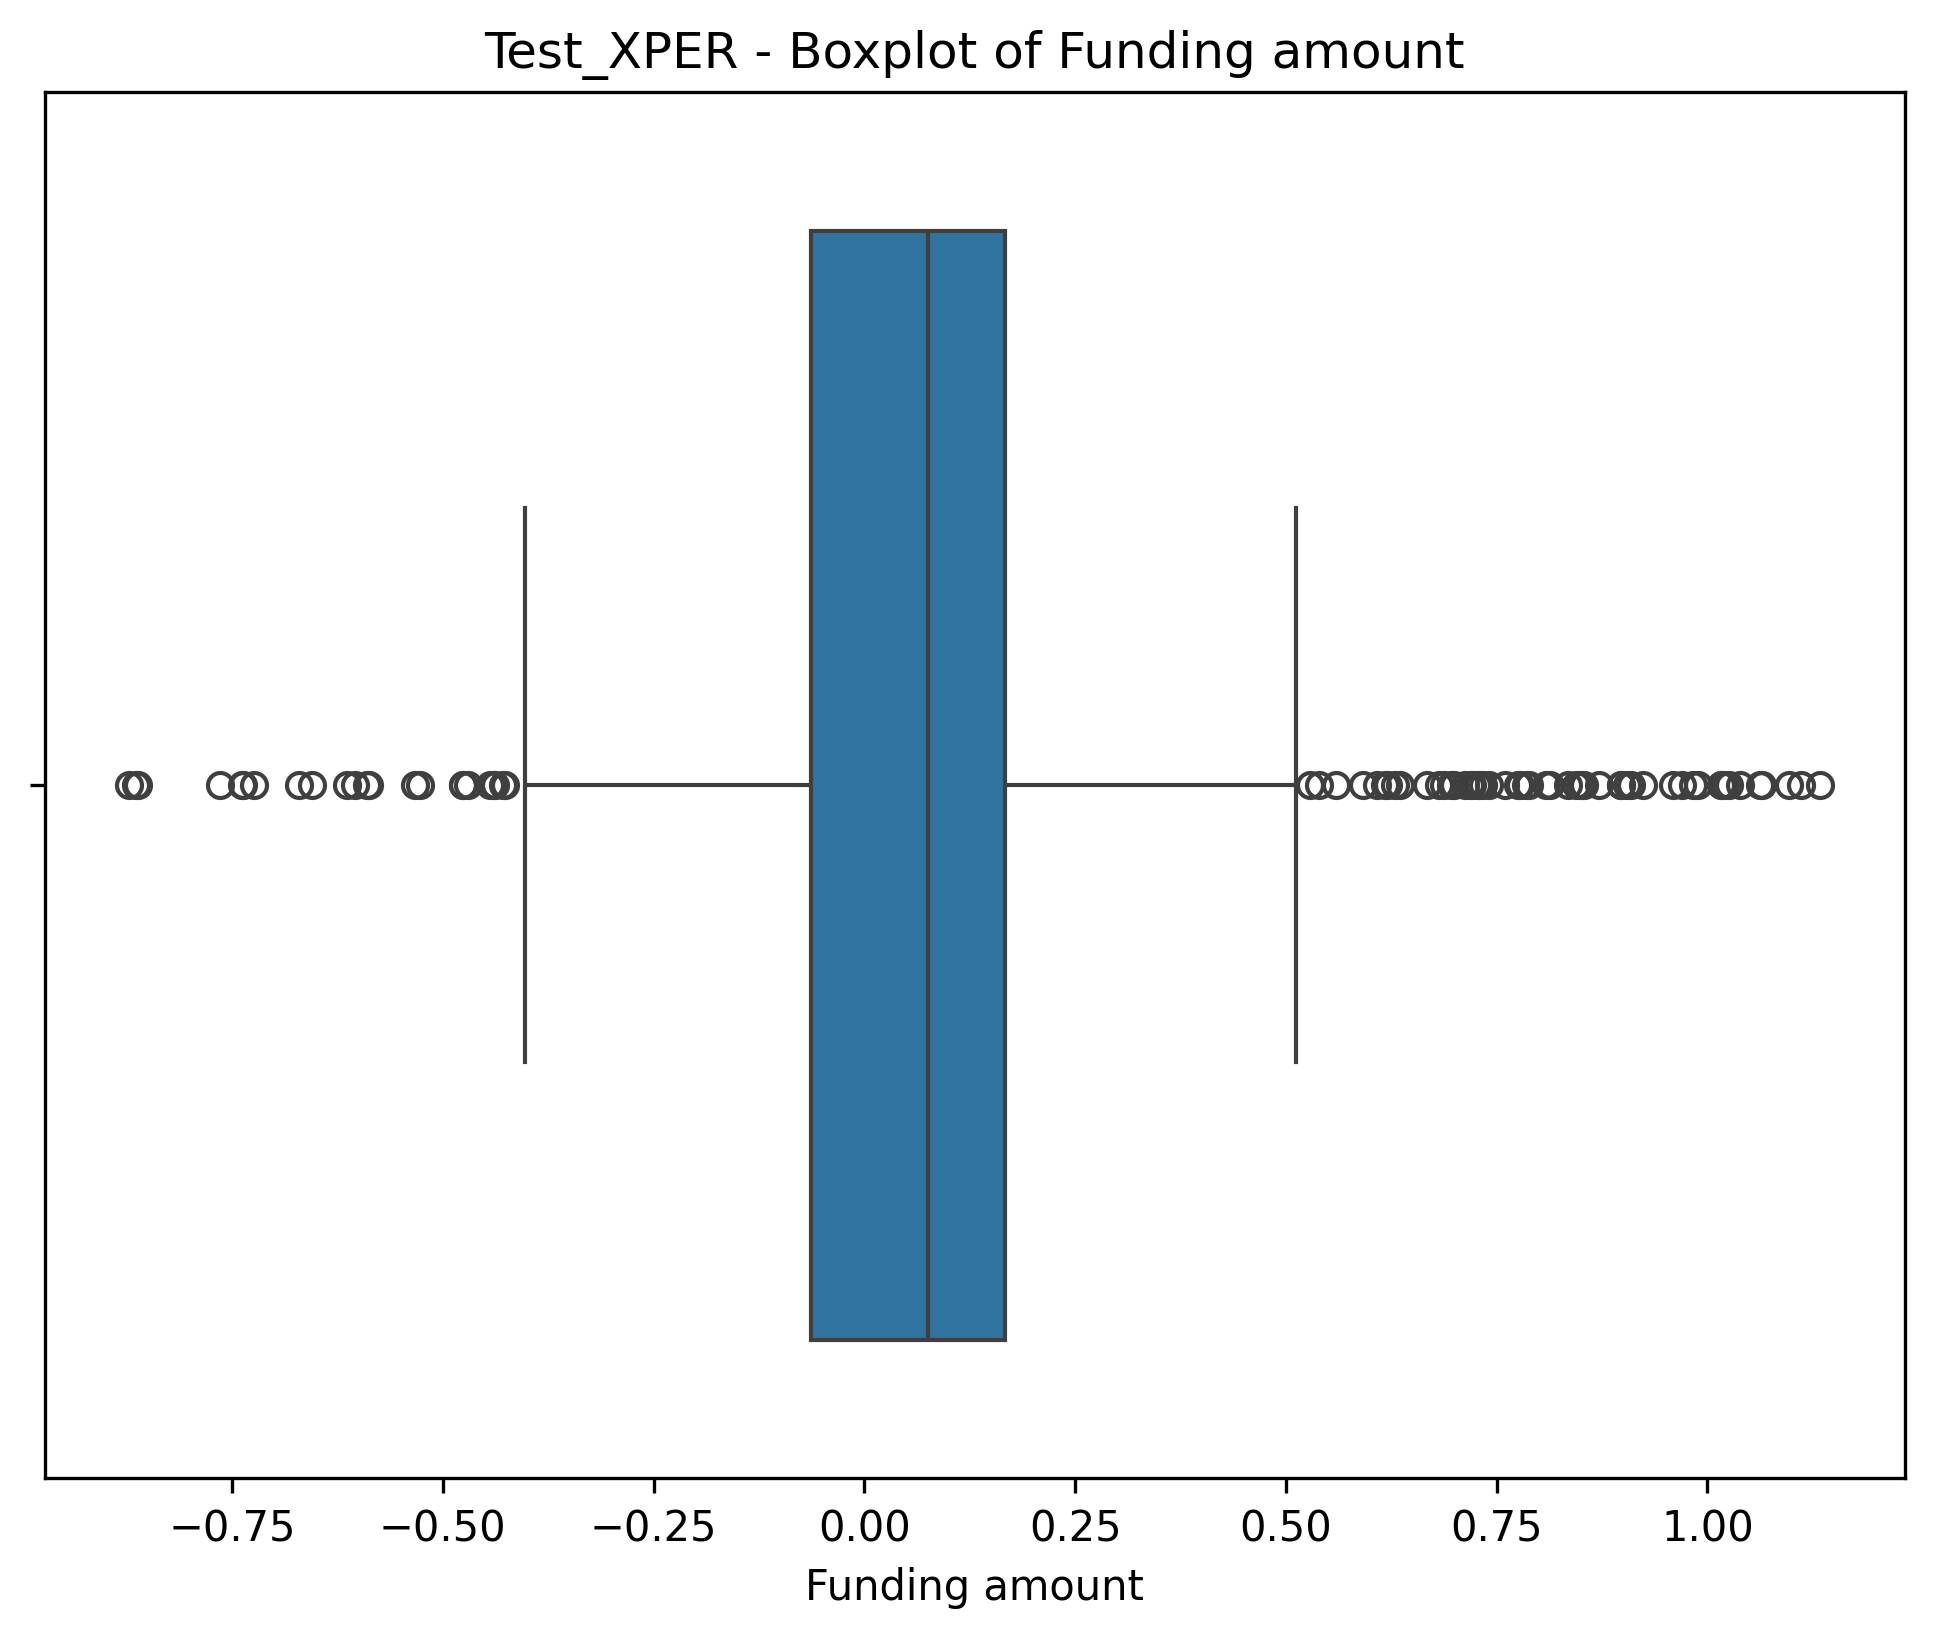 Test_XPER - Boxplot of Funding amount
−0.75 −0.50 −0.25 0.00 0.25 0.50 0.75 1.00
Funding amount